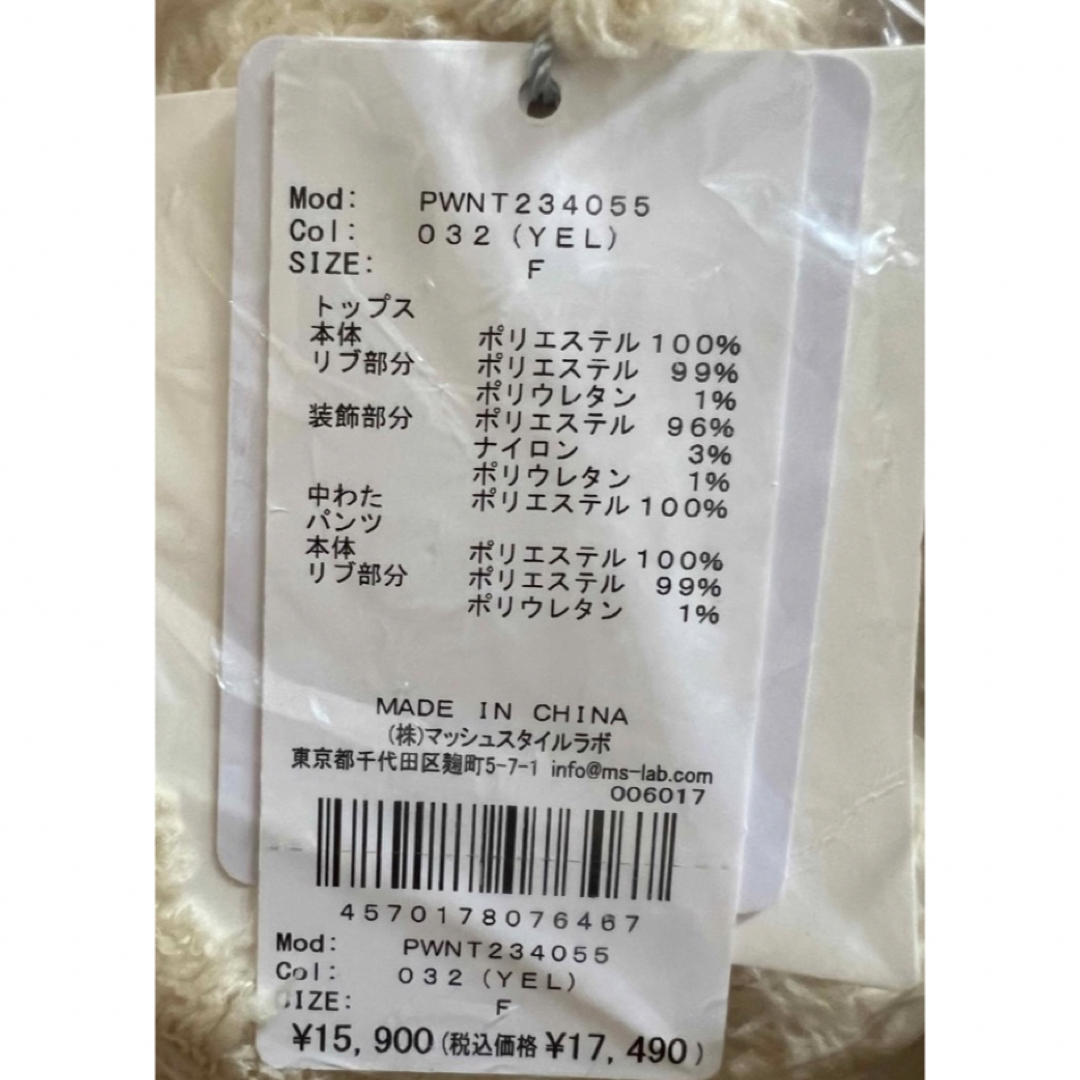 Mod: PWNT234055
Col: 032(YEL)
SIZE: F
トップス
本体 ポリエステル 100%
リブ部分 ポリエステル 99%
ポリウレタン 1%
装飾部分 ポリエステル 96%
ナイロン 3%
ポリウレタン 1%
中わた ポリエステル 100%
パンツ
本体 ポリエステル 100%
リブ部分 ポリエステル 99%
ポリウレタン 1%
MADE IN CHINA
(株)マッシュスタイルラボ
東京都千代田区麹町5-7-1 info@ms-lab.com
006017
4570178076467
Mod: PWNT234055
Col: 032(YEL)
SIZE: F
¥15,900(税込価格 ¥17,490)